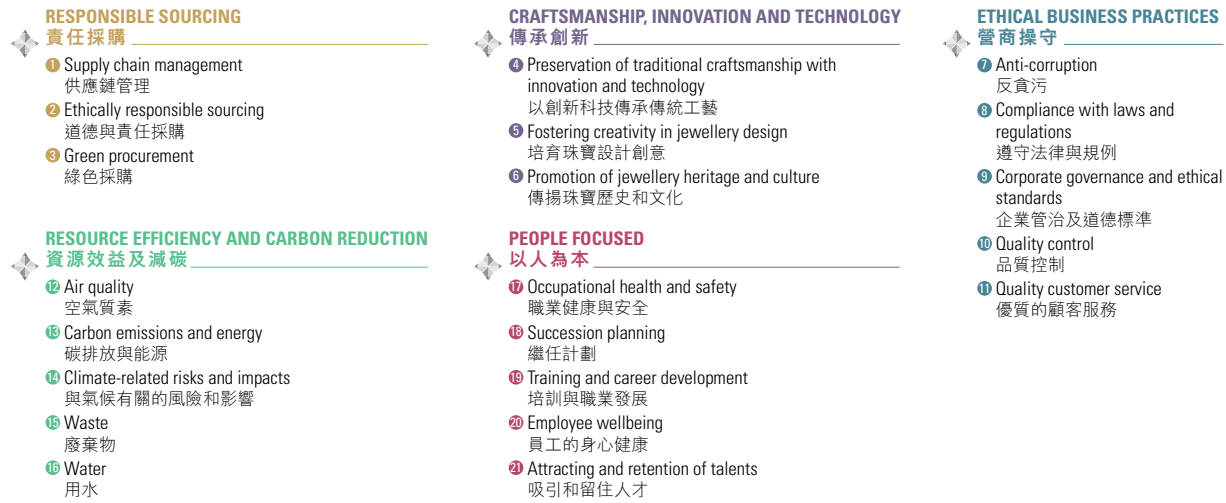 RESPONSIBLE SOURCING
責任採購
1 Supply chain management
供應鏈管理
2 Ethically responsible sourcing
道德與責任採購
3 Green procurement
綠色採購
CRAFTSMANSHIP, INNOVATION AND TECHNOLOGY
傳承創新
4 Preservation of traditional craftsmanship with
innovation and technology
以創新科技傳承傳統工藝
5 Fostering creativity in jewellery design
培育珠寶設計創意
6 Promotion of jewellery heritage and culture
傳揚珠寶歷史和文化
ETHICAL BUSINESS PRACTICES
營商操守
7 Anti-corruption
反貪污
8 Compliance with laws and
regulations
遵守法律與規例
9 Corporate governance and ethical
standards
企業管治及道德標準
10 Quality control
品質控制
11 Quality customer service
優質的顧客服務
RESOURCE EFFICIENCY AND CARBON REDUCTION
資源效益及減碳
12 Air quality
空氣質素
13 Carbon emissions and energy
碳排放與能源
14 Climate-related risks and impacts
與氣候有關的風險和影響
15 Waste
廢棄物
16 Water
用水
PEOPLE FOCUSED
以人為本
17 Occupational health and safety
職業健康與安全
18 Succession planning
繼任計劃
19 Training and career development
培訓與職業發展
20 Employee wellbeing
員工的身心健康
21 Attracting and retention of talents
吸引和留住人才